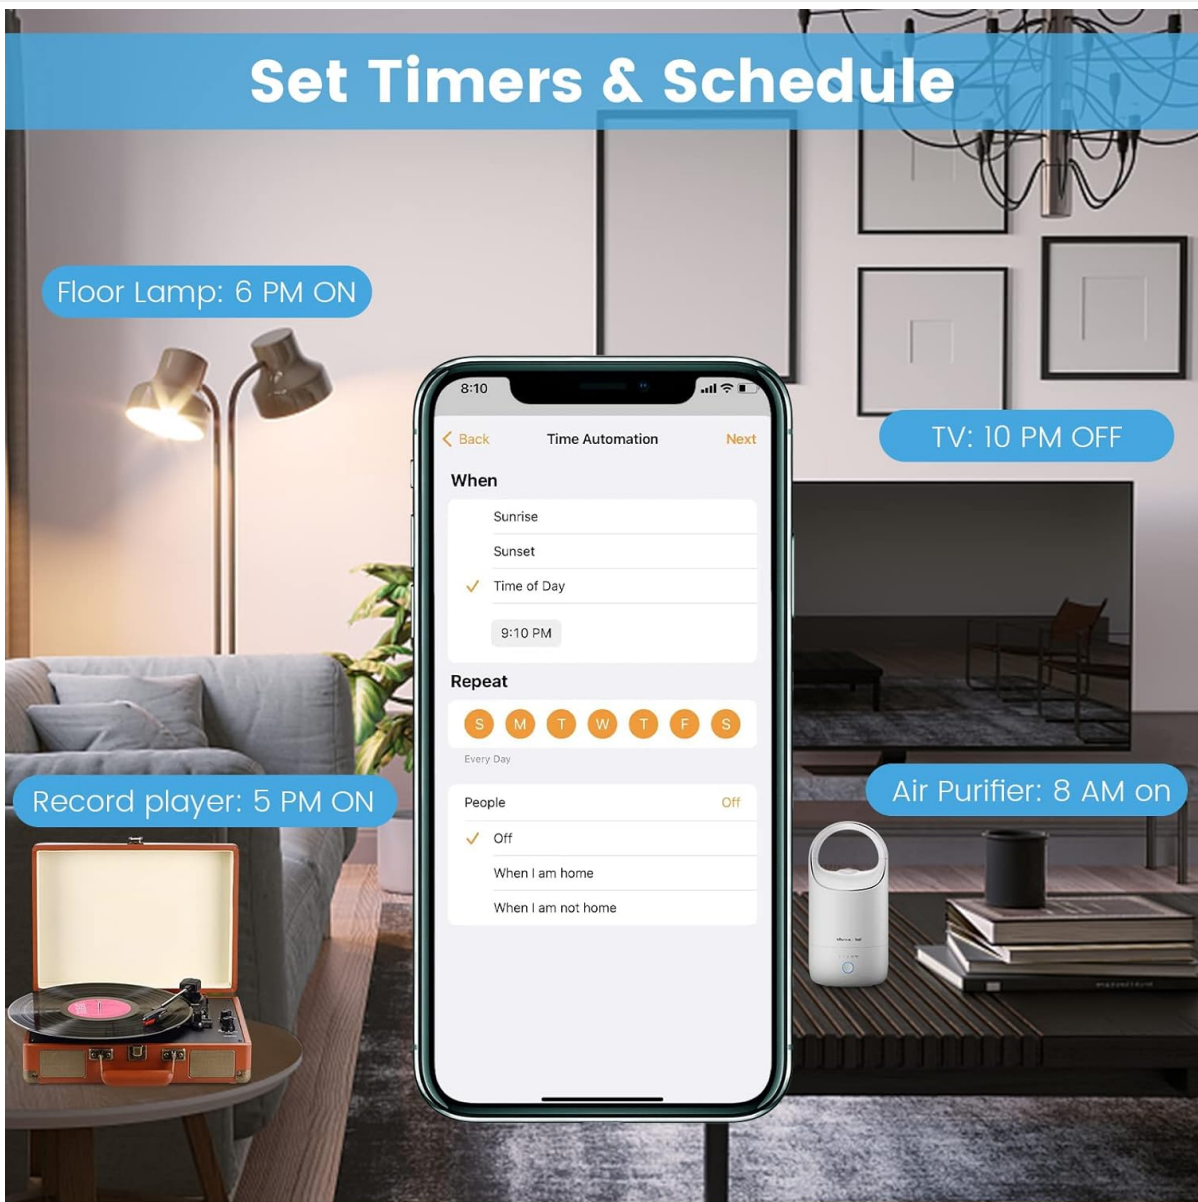 Set Timers & Schedule
Floor Lamp: 6 PM ON
TV: 10 PM OFF
8:10
Back
Time Automation
Next
When
Sunrise
Sunset
Time of Day
9:10 PM
Repeat
S M T W T F S
Every Day
Record player: 5 PM ON
Air Purifier: 8 AM on
People
Off
Off
When I am home
When I am not home